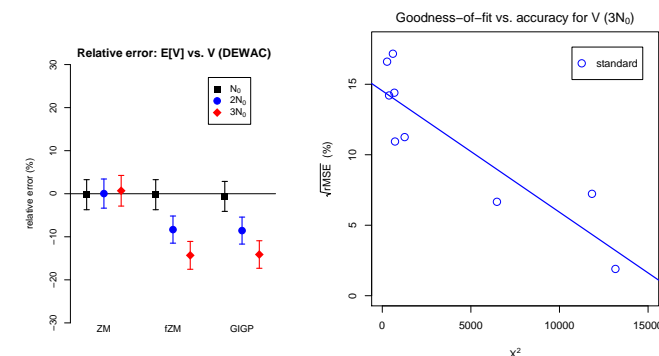 Relative error: E[V] vs. V (DEWAC)
relative error (%)
30
20
10
0
−10
−20
−30
N₀
2N₀
3N₀
ZM
fZM
GIGP
Goodness−of−fit vs. accuracy for V (3N₀)
√rMSE (%)
15
10
5
0
standard
0
5000
10000
15000
X²